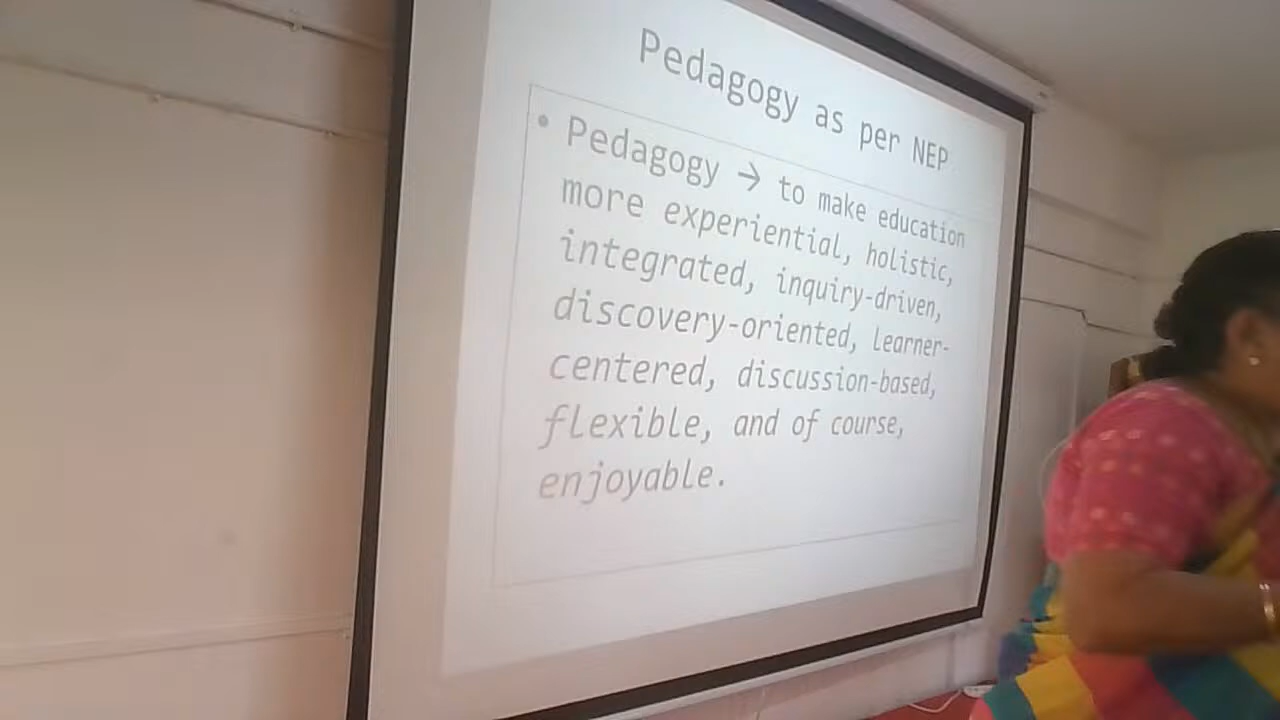 Pedagogy as per NEP
• Pedagogy → to make education
more experiential, holistic,
integrated, inquiry-driven,
discovery-oriented, learner-
centered, discussion-based,
flexible, and of course,
enjoyable.